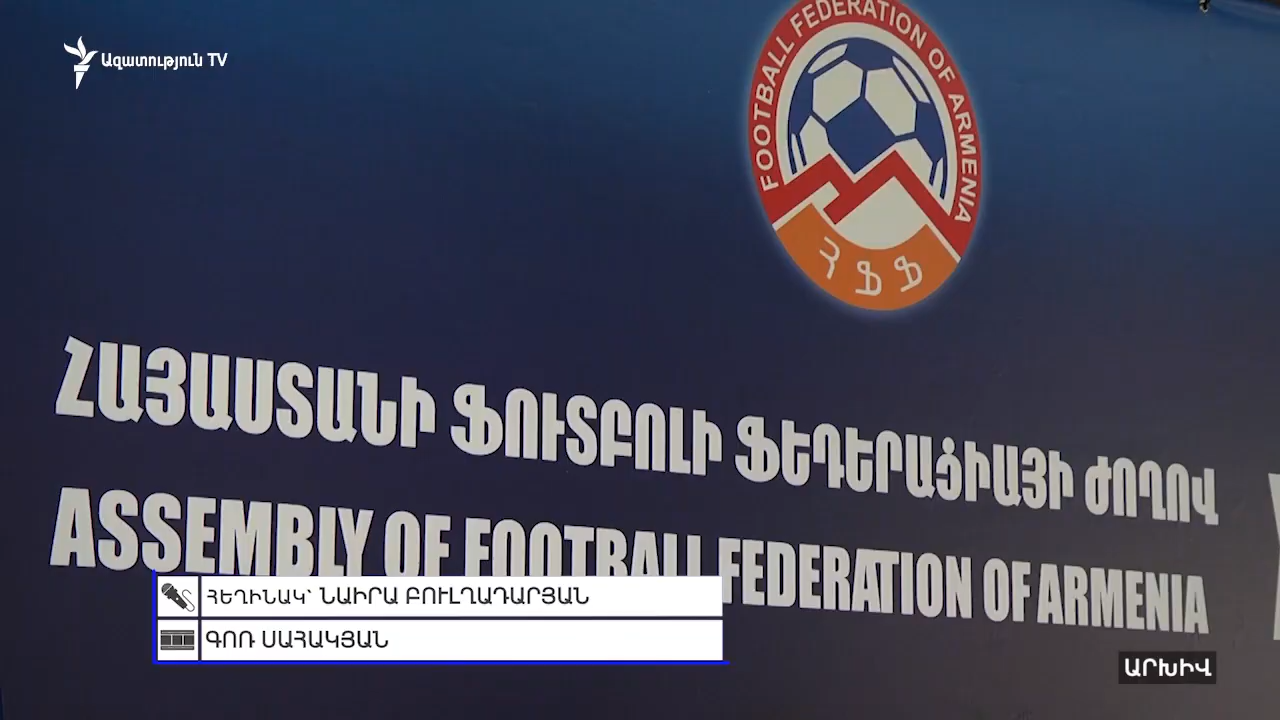 Ազատություն TV
FOOTBALL FEDERATION OF ARMENIA
ՀՖՖ
ՀԱՅԱՍՏԱՆԻ ՖՈՒՏԲՈԼԻ ՖԵԴԵՐԱՑԻԱՅԻ ԺՈՂՈՎ
ASSEMBLY OF FOOTBALL FEDERATION OF ARMENIA
ՀԵՂԻՆԱԿ՝ ՆԱԻՐԱ ԲՈՒԼՂԱԴԱՐՅԱՆ
ԳՈՌ ՍԱՀԱԿՅԱՆ
ԱՐԽԻՎ